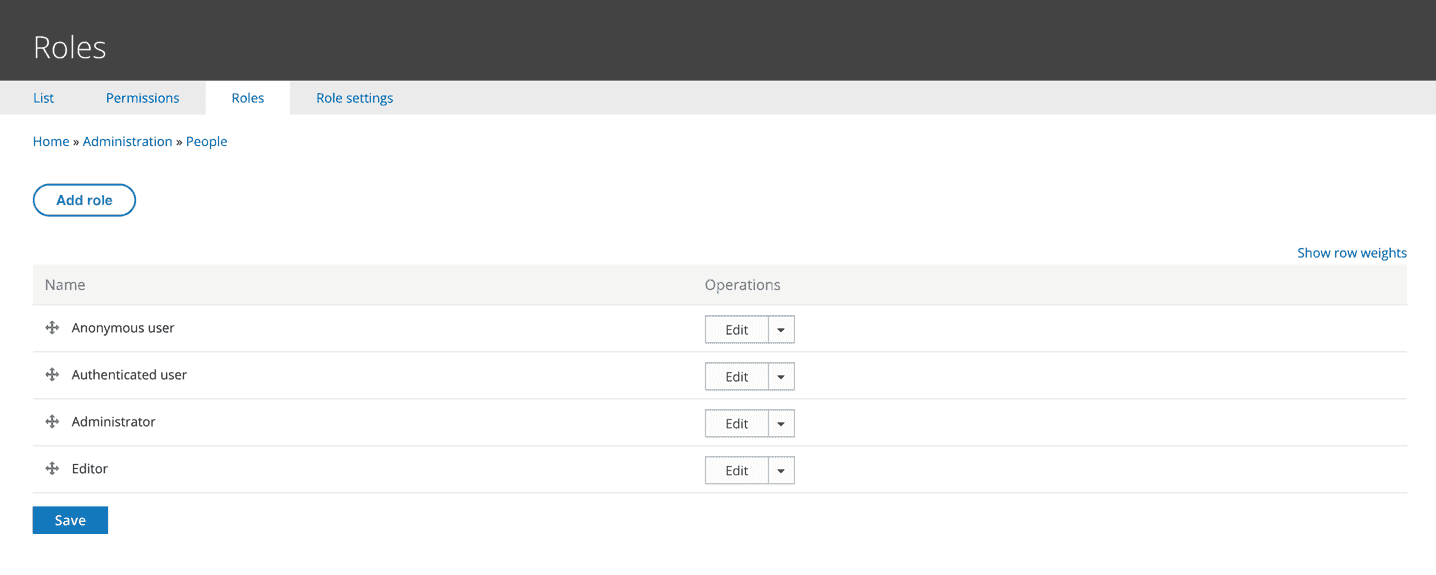 Roles
List Permissions Roles Role settings
Home » Administration » People
Add role
Show row weights
Name Operations
Anonymous user Edit
Authenticated user Edit
Administrator Edit
Editor Edit
Save